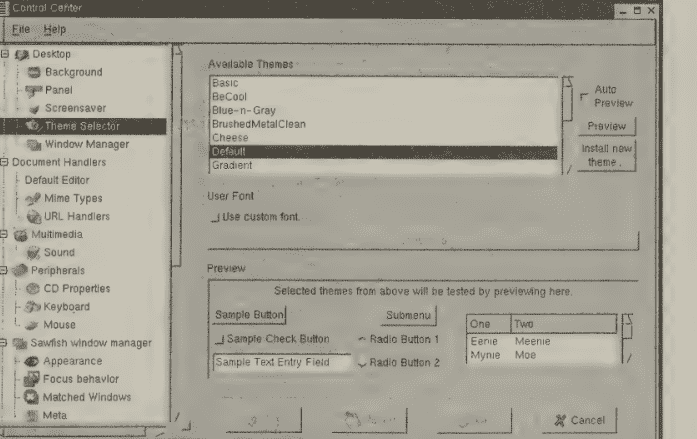 Control Center
File Help
Desktop
Background
Panel
Screensaver
Theme Selector
Window Manager
Document Handlers
Default Editor
Mime Types
URL Handlers
Multimedia
Sound
Peripherals
CD Properties
Keyboard
Mouse
Sawfish window manager
Appearance
Focus behavior
Matched Windows
Meta
Available Themes
Basic
BeCool
Blue-n-Gray
BrushedMetalClean
Cheese
Default
Gradient
Auto
Preview
Preview
Install new
theme.
User Font
Use custom font.
Preview
Selected themes from above will be tested by previewing here.
Sample Button
Submenu
Sample Check Button
Radio Button 1
Sample Text Entry Field
Radio Button 2
One Two
Eenie Meenie
Mynie Moe
Cancel